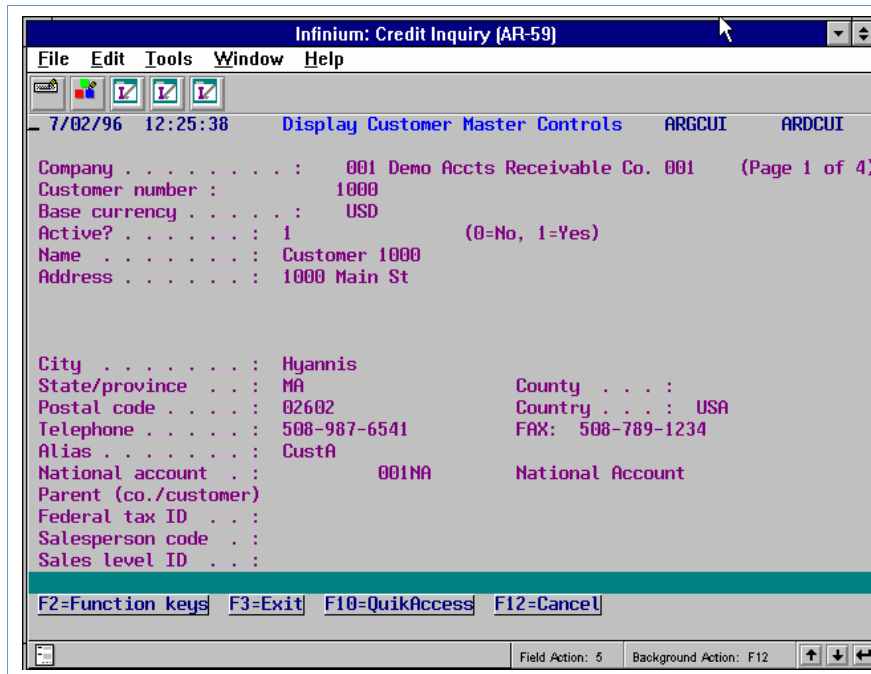 Infinium: Credit Inquiry (AR-59)
File Edit Tools Window Help
7/02/96 12:25:38 Display Customer Master Controls ARGCUI ARDCUI
Company . . . . . . . . : 001 Demo Accts Receivable Co. 001 (Page 1 of 4)
Customer number : 1000
Base currency . . . . . : USD
Active? . . . . . . : 1 (0=No, 1=Yes)
Name . . . . . . . : Customer 1000
Address . . . . . . : 1000 Main St
City . . . . . . . : Hyannis
State/province . . : MA County . . . :
Postal code . . . . : 02602 Country . . . : USA
Telephone . . . . . : 508-987-6541 FAX: 508-789-1234
Alias . . . . . . . : CustA
National account . : 001NA National Account
Parent (co./customer)
Federal tax ID . . :
Salesperson code . :
Sales level ID . . :
F2=Function keys F3=Exit F10=QuikAccess F12=Cancel
Field Action: 5 Background Action: F12